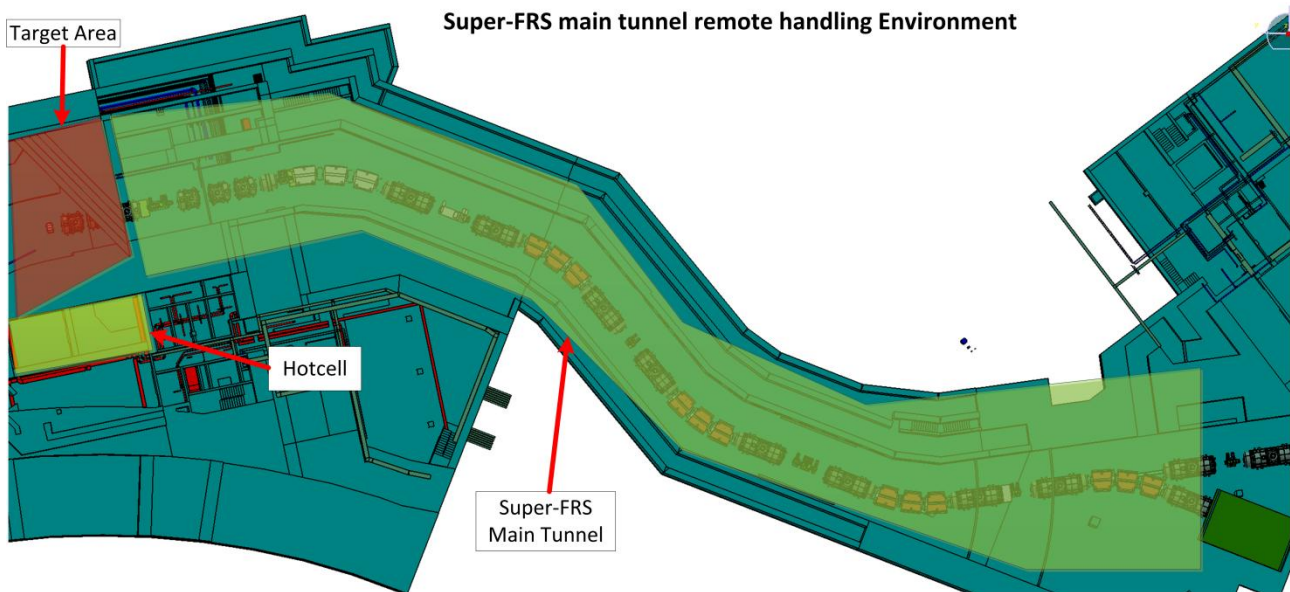 Super-FRS main tunnel remote handling Environment
Target Area
Hotcell
Super-FRS
Main Tunnel